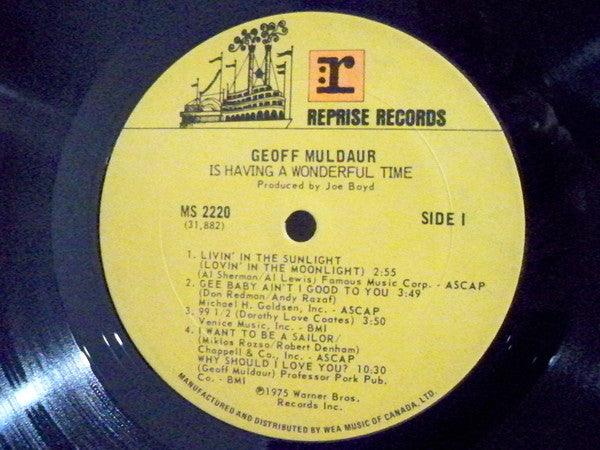 r
REPRISE RECORDS
GEOFF MULDAUR
IS HAVING A WONDERFUL TIME
Produced by Joe Boyd
MS 2220
SIDE 1
(31,882)
1. LIVIN' IN THE SUNLIGHT
(LOVIN' IN THE MOONLIGHT) 2:55
(Al Sherman/Al Lewis) Famous Music Corp. - ASCAP
2. GEE BABY AIN'T I GOOD TO YOU 3:49
(Don Redman/Andy Razaf)
Michael H. Goldsen, Inc. - ASCAP
3. 99 1/2 (Dorothy Love Coates) 3:50
Venice Music, Inc. - BMI
4. I WANT TO BE A SAILOR/
(Miklos Rozsa/Robert Denham)
Chappell & Co., Inc. - ASCAP
WHY SHOULD I LOVE YOU? 10:30
(Geoff Muldaur) Professor Pork Pub.
Co. - BMI
℗1975 Warner Bros.
Records Inc.
MANUFACTURED AND DISTRIBUTED BY WEA MUSIC OF CANADA, LTD.